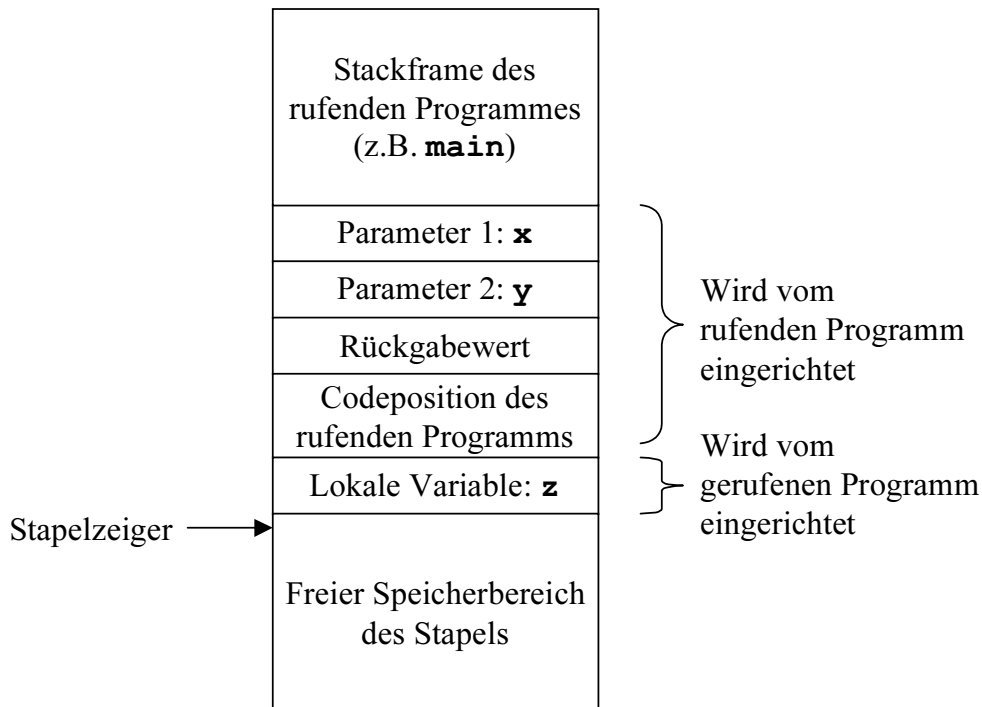 Stackframe des
rufenden Programmes
(z.B. main)
Parameter 1: x
Parameter 2: y
Rückgabewert
Codeposition des
rufenden Programms
Lokale Variable: z
Freier Speicherbereich
des Stapels
Stapelzeiger
Wird vom
rufenden Programm
eingerichtet
Wird vom
gerufenen Programm
eingerichtet